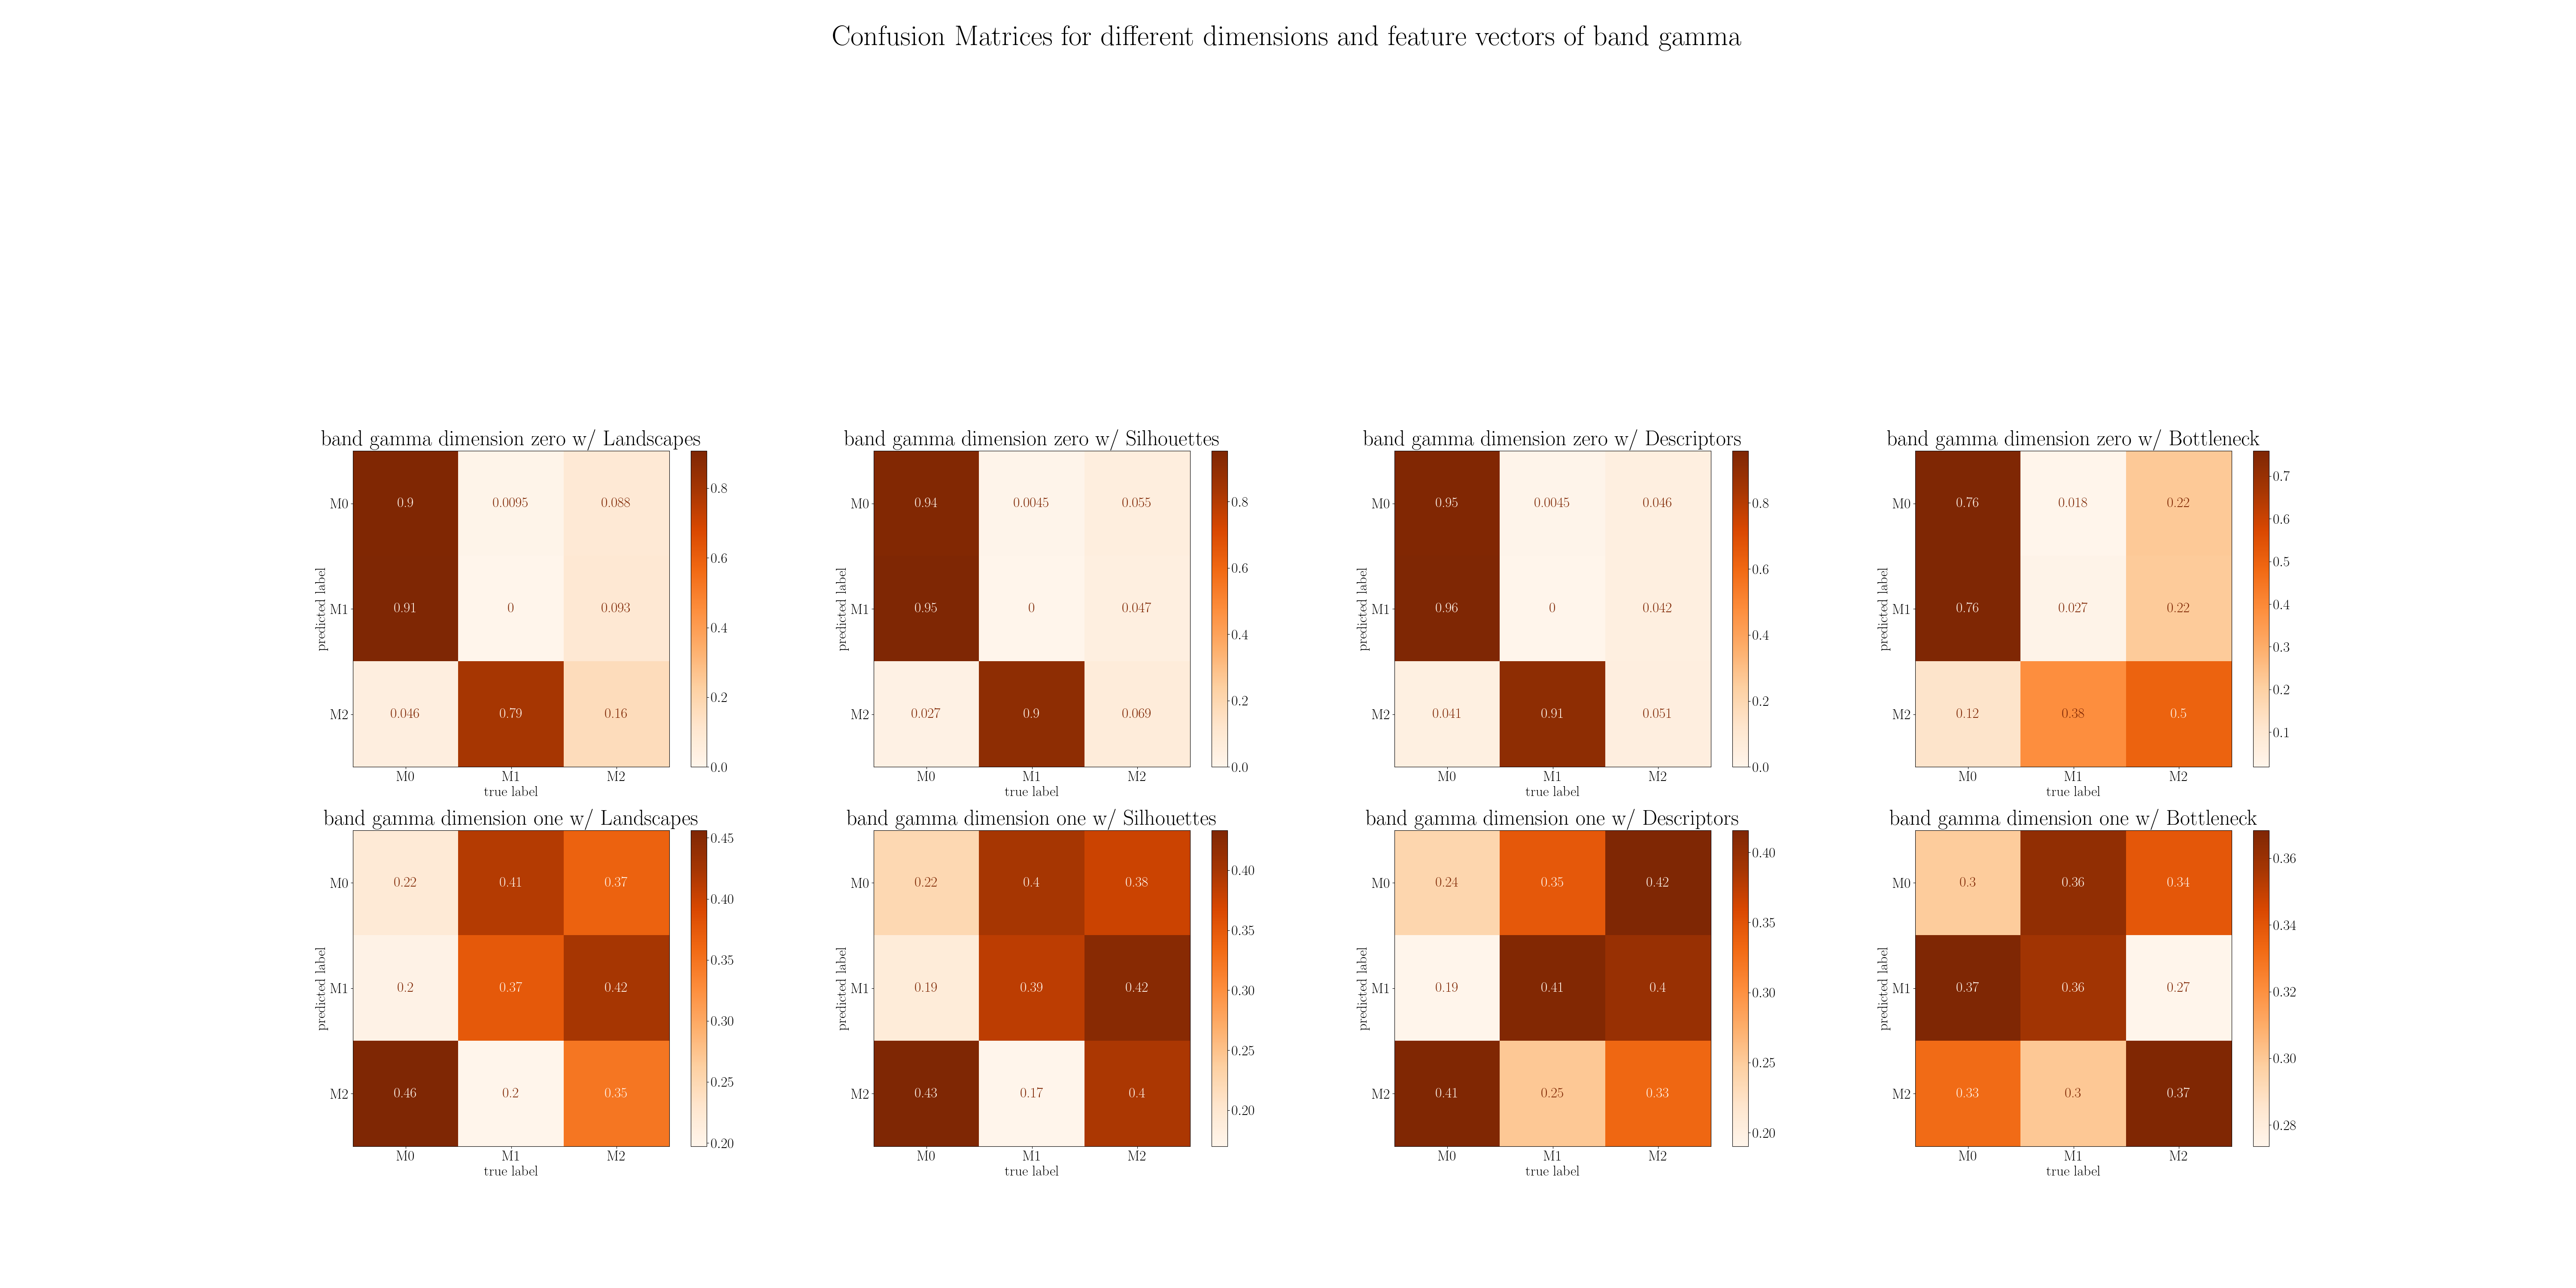 Confusion Matrices for different dimensions and feature vectors of band gamma
band gamma dimension zero w/ Landscapes
predicted label
M0 0.9 0.0095 0.088
M1 0.91 0 0.093
M2 0.046 0.79 0.16
M0 M1 M2
true label
0.8
0.6
0.4
0.2
0.0
band gamma dimension zero w/ Silhouettes
predicted label
M0 0.94 0.0045 0.055
M1 0.95 0 0.047
M2 0.027 0.9 0.069
M0 M1 M2
true label
0.8
0.6
0.4
0.2
0.0
band gamma dimension zero w/ Descriptors
predicted label
M0 0.95 0.0045 0.046
M1 0.96 0 0.042
M2 0.041 0.91 0.051
M0 M1 M2
true label
0.8
0.6
0.4
0.2
0.0
band gamma dimension zero w/ Bottleneck
predicted label
M0 0.76 0.018 0.22
M1 0.76 0.027 0.22
M2 0.12 0.38 0.5
M0 M1 M2
true label
0.7
0.6
0.5
0.4
0.3
0.2
0.1
band gamma dimension one w/ Landscapes
predicted label
M0 0.22 0.41 0.37
M1 0.2 0.37 0.42
M2 0.46 0.2 0.35
M0 M1 M2
true label
0.45
0.40
0.35
0.30
0.25
0.20
band gamma dimension one w/ Silhouettes
predicted label
M0 0.22 0.4 0.38
M1 0.19 0.39 0.42
M2 0.43 0.17 0.4
M0 M1 M2
true label
0.40
0.35
0.30
0.25
0.20
band gamma dimension one w/ Descriptors
predicted label
M0 0.24 0.35 0.42
M1 0.19 0.41 0.4
M2 0.41 0.25 0.33
M0 M1 M2
true label
0.40
0.35
0.30
0.25
0.20
band gamma dimension one w/ Bottleneck
predicted label
M0 0.3 0.36 0.34
M1 0.37 0.36 0.27
M2 0.33 0.3 0.37
M0 M1 M2
true label
0.36
0.34
0.32
0.30
0.28